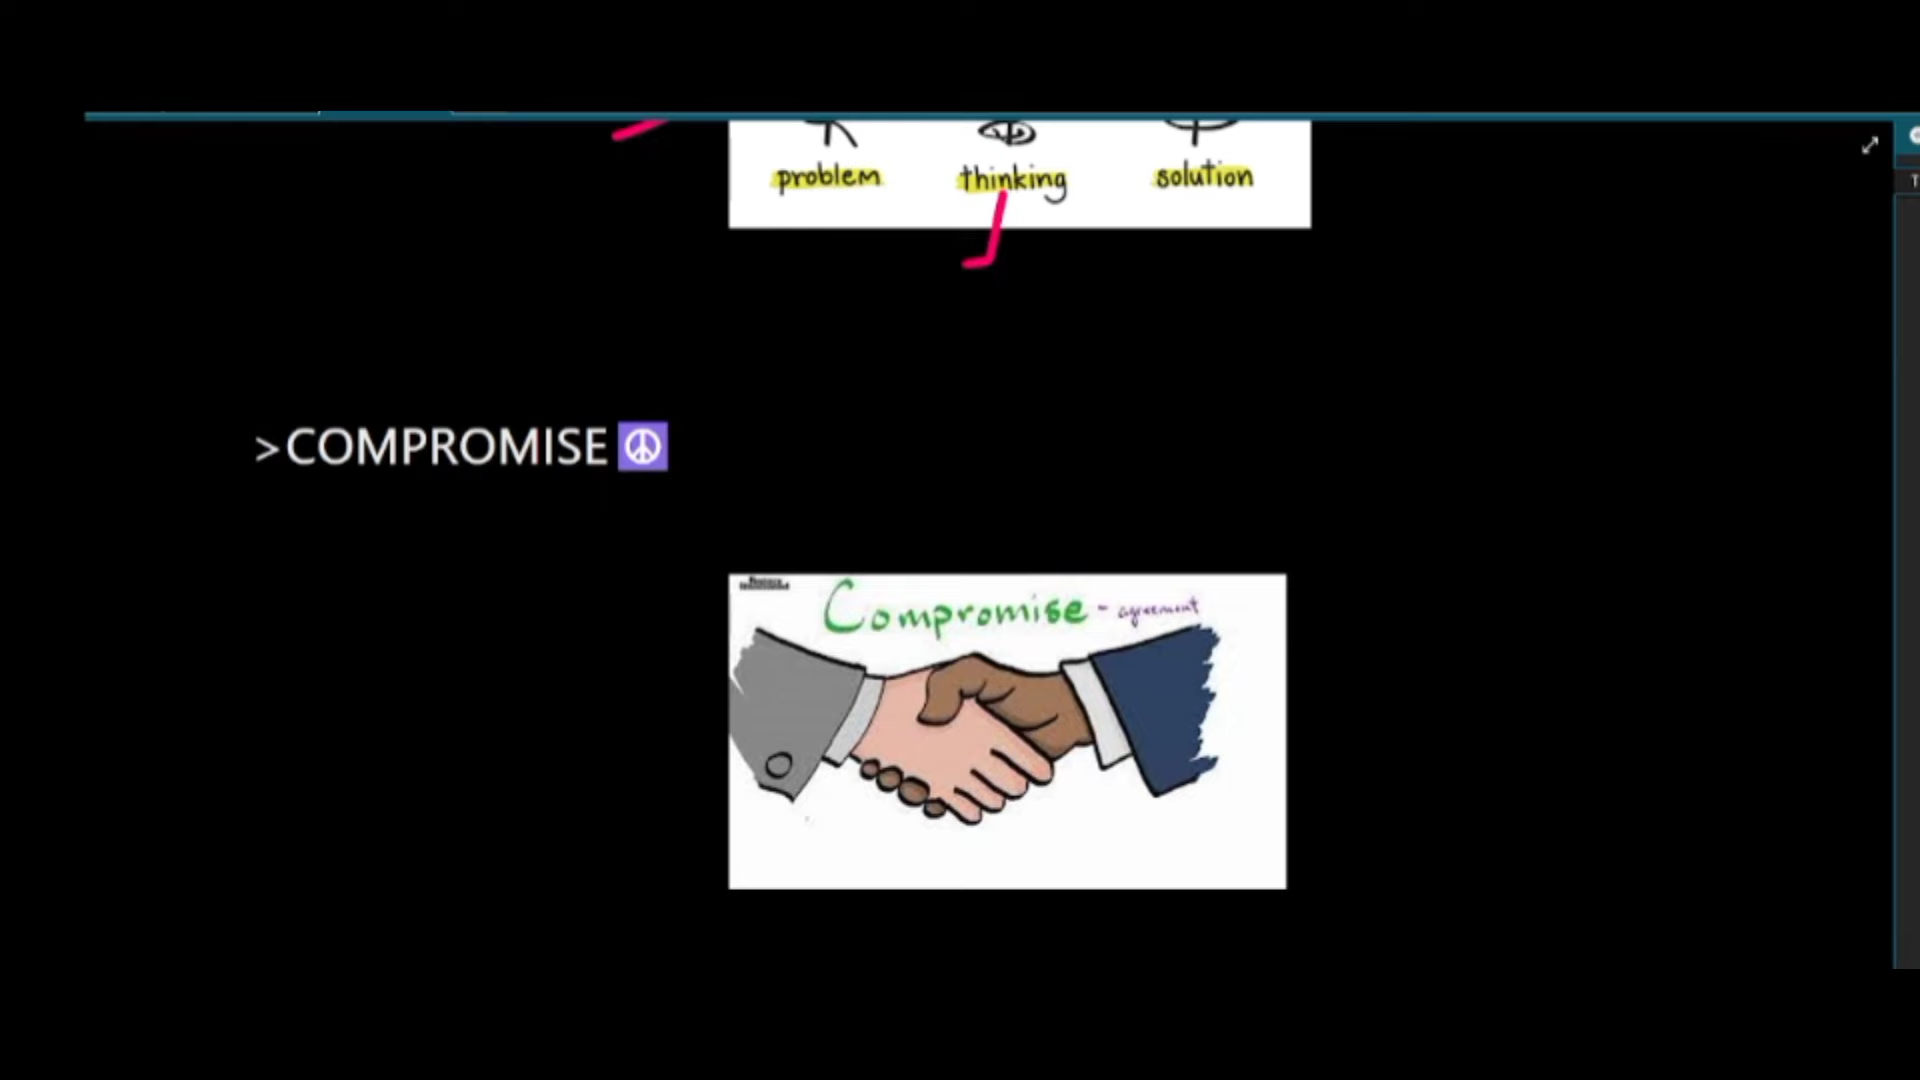 problem thinking solution
>COMPROMISE ☮
Compromise - agreement
T